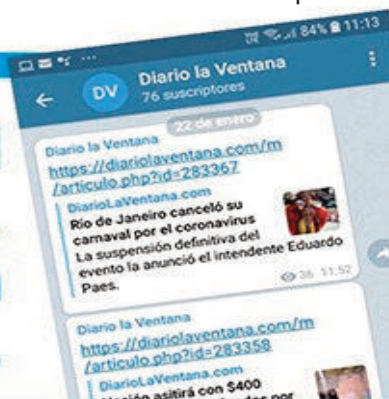 84% 11:13
DV
Diario la Ventana
76 suscriptores
22 de enero
Diario la Ventana
https://diariolaventana.com/m
/articulo.php?id=283367
DiarioLaVentana.com
Río de Janeiro canceló su
carnaval por el coronavirus
La suspensión definitiva del
evento la anunció el intendente Eduardo
Paes.
36 11:52
Diario la Ventana
https://diariolaventana.com/m
/articulo.php?id=283358
DiarioLaVentana.com
asitirá con $400
por